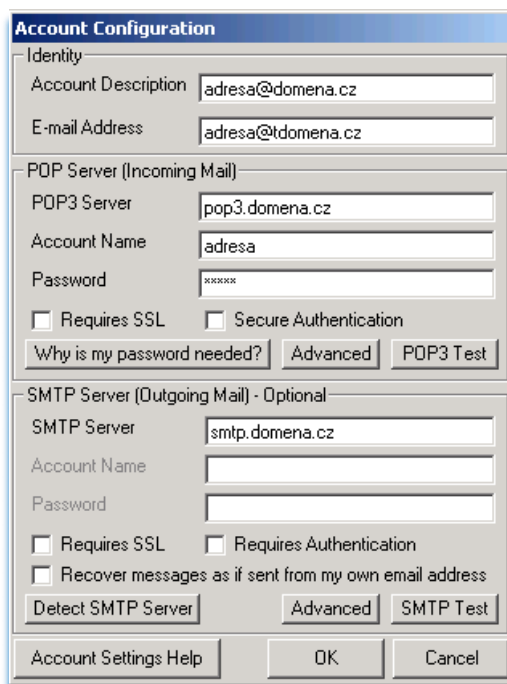 Account Configuration
Identity
Account Description adresa@domena.cz
E-mail Address adresa@tdomena.cz
POP Server (Incoming Mail)
POP3 Server pop3.domena.cz
Account Name adresa
Password *****
Requires SSL Secure Authentication
Why is my password needed? Advanced POP3 Test
SMTP Server (Outgoing Mail) - Optional
SMTP Server smtp.domena.cz
Account Name
Password
Requires SSL Requires Authentication
Recover messages as if sent from my own email address
Detect SMTP Server Advanced SMTP Test
Account Settings Help OK Cancel